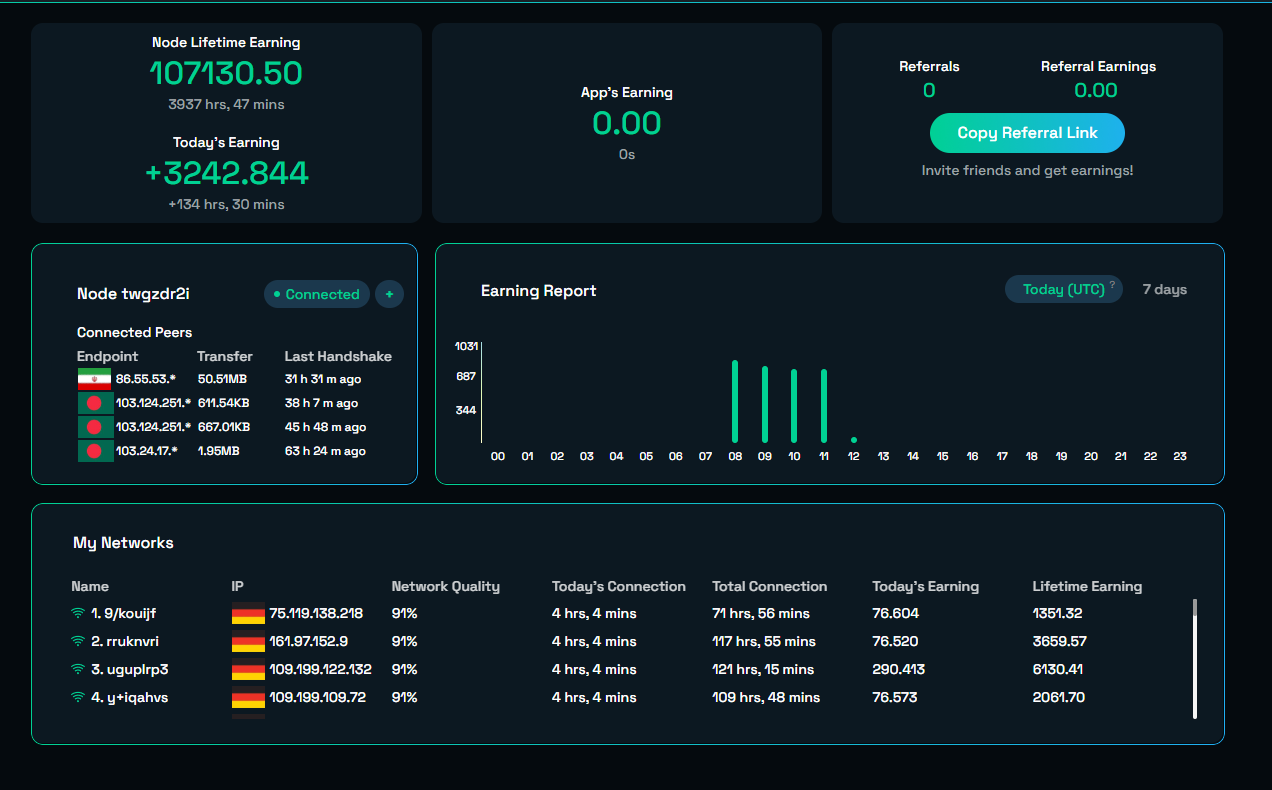 Node Lifetime Earning
107130.50
3937 hrs, 47 mins
Today's Earning
+3242.844
+134 hrs, 30 mins
App's Earning
0.00
0s
Referrals Referral Earnings
0 0.00
Copy Referral Link
Invite friends and get earnings!
Node twgzdr2i
Connected +
Connected Peers
Endpoint Transfer Last Handshake
86.55.53.* 50.51MB 31 h 31 m ago
103.124.251.* 611.54KB 38 h 7 m ago
103.124.251.* 667.01KB 45 h 48 m ago
103.24.17.* 1.95MB 63 h 24 m ago
Earning Report
Today (UTC) ? 7 days
1031
687
344
00 01 02 03 04 05 06 07 08 09 10 11 12 13 14 15 16 17 18 19 20 21 22 23
My Networks
Name IP Network Quality Today's Connection Total Connection Today's Earning Lifetime Earning
1. 9/kouijf 75.119.138.218 91% 4 hrs, 4 mins 71 hrs, 56 mins 76.604 1351.32
2. rruknvri 161.97.152.9 91% 4 hrs, 4 mins 117 hrs, 55 mins 76.520 3659.57
3. uguplrp3 109.199.122.132 91% 4 hrs, 4 mins 121 hrs, 15 mins 290.413 6130.41
4. y+iqahvs 109.199.109.72 91% 4 hrs, 4 mins 109 hrs, 48 mins 76.573 2061.70